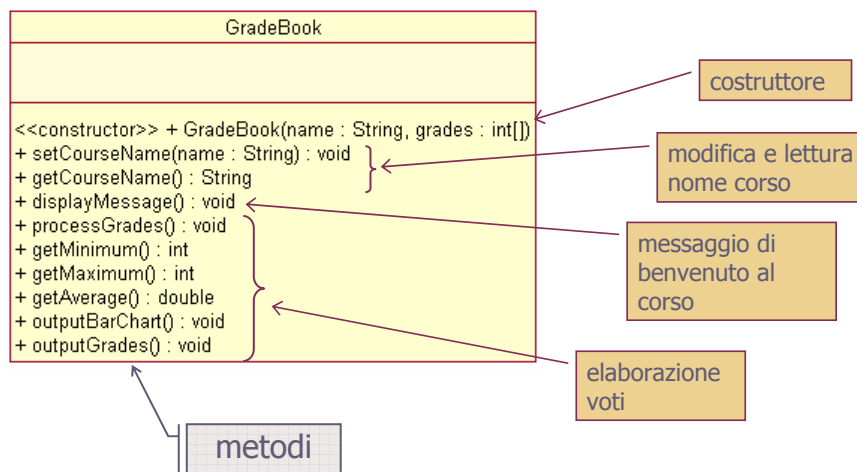 GradeBook
<<constructor>> + GradeBook(name : String, grades : int[])
+ setCourseName(name : String) : void
+ getCourseName() : String
+ displayMessage() : void
+ processGrades() : void
+ getMinimum() : int
+ getMaximum() : int
+ getAverage() : double
+ outputBarChart() : void
+ outputGrades() : void
costruttore
modifica e lettura
nome corso
messaggio di
benvenuto al
corso
elaborazione
voti
metodi